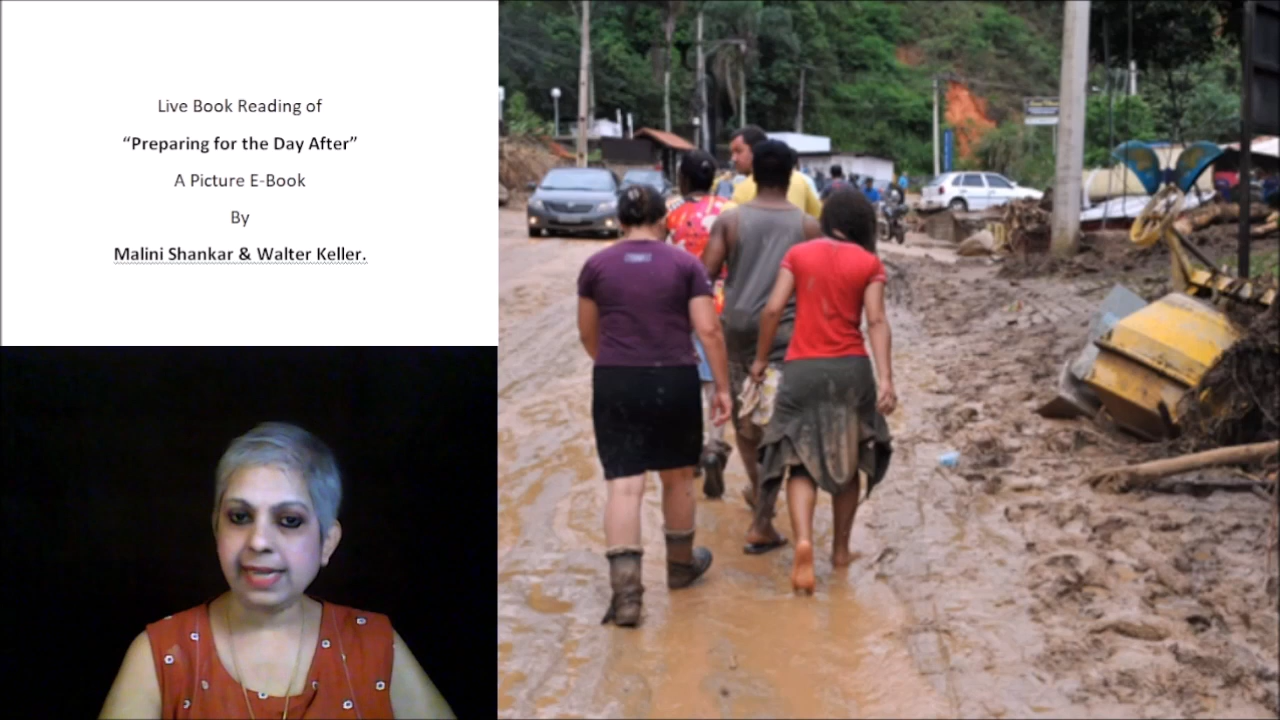 Live Book Reading of
“Preparing for the Day After”
A Picture E-Book
By
Malini Shankar & Walter Keller.